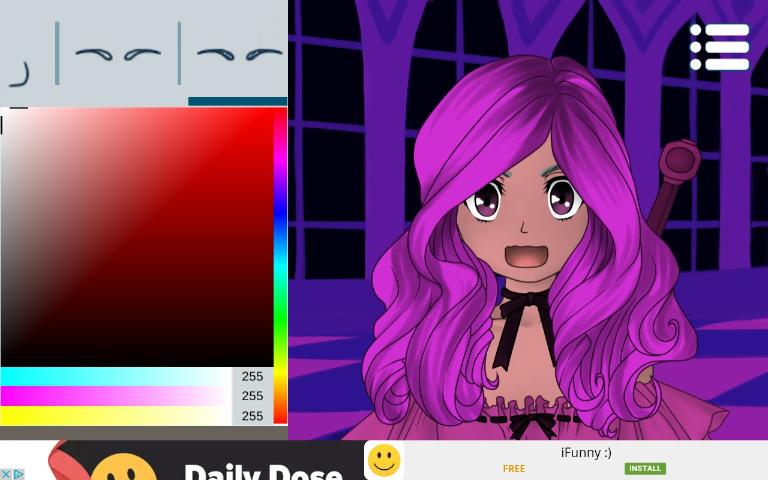 255
255
255
Daily Dose
iFunny :)
FREE
INSTALL